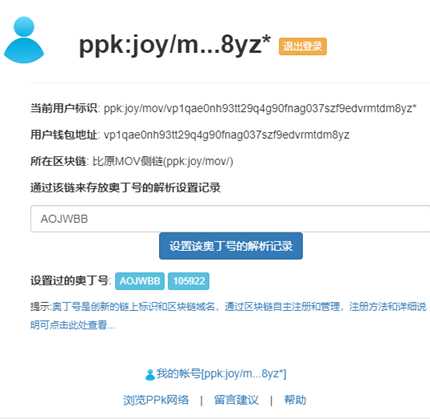 ppk:joy/m...8yz* 退出登录
当前用户标识: ppk:joy/mov/vp1qae0nh93tt29q4g90fnag037szf9edvrmtdm8yz*
用户钱包地址: vp1qae0nh93tt29q4g90fnag037szf9edvrmtdm8yz
所在区块链: 比原MOV侧链(ppk:joy/mov/)
通过该链来存放奥丁号的解析设置记录
AOJWBB
设置该奥丁号的解析记录
设置过的奥丁号: AOJWBB 105922
提示:奥丁号是创新的链上标识和区块链域名，通过区块链自主注册和管理，注册方法和详细说
明可点击此处查看...
我的帐号[ppk:joy/m...8yz*]
浏览PPk网络 | 留言建议 | 帮助